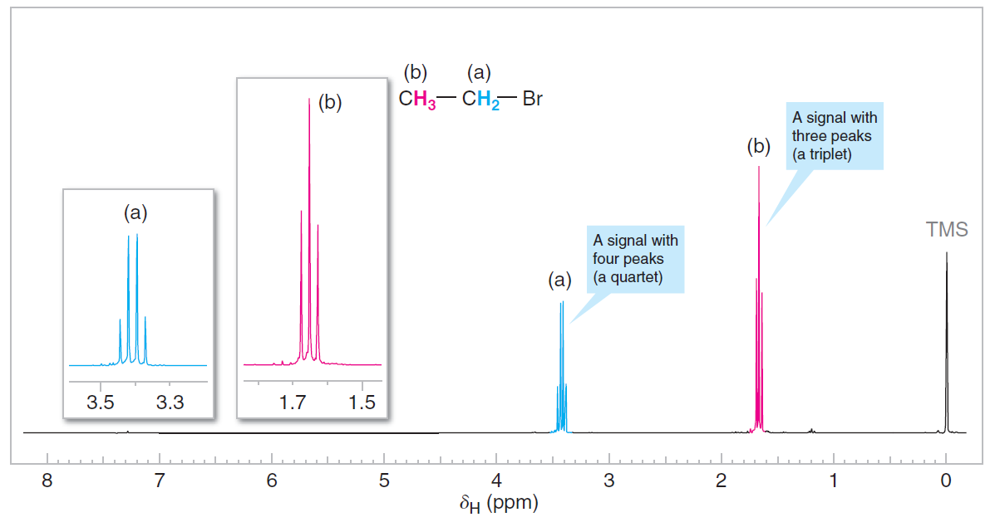 (b) (a)
CH3—CH2—Br
(b)
A signal with
three peaks
(a triplet)
(b)
(a)
TMS
A signal with
four peaks
(a quartet)
(a)
3.5 3.3
1.7 1.5
8 7 6 5 4 3 2 1 0
δH (ppm)